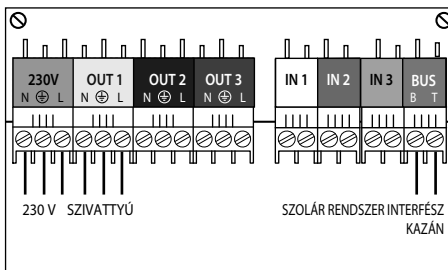 230V OUT 1 OUT 2 OUT 3 IN 1 IN 2 IN 3 BUS
N L N L N L N L B T
230 V SZIVATTYÚ SZOLÁR RENDSZER INTERFÉSZ
KAZÁN